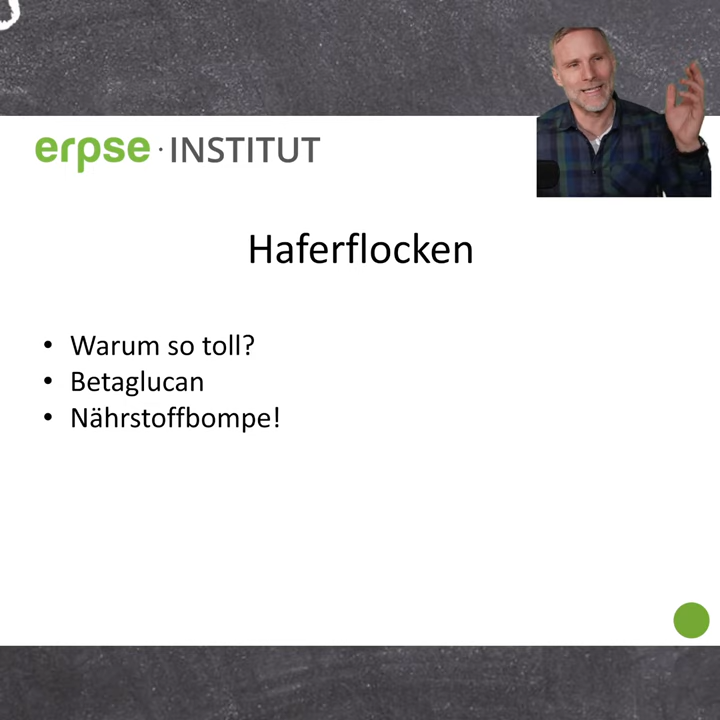 erpse · INSTITUT
Haferflocken
• Warum so toll?
• Betaglucan
• Nährstoffbompe!